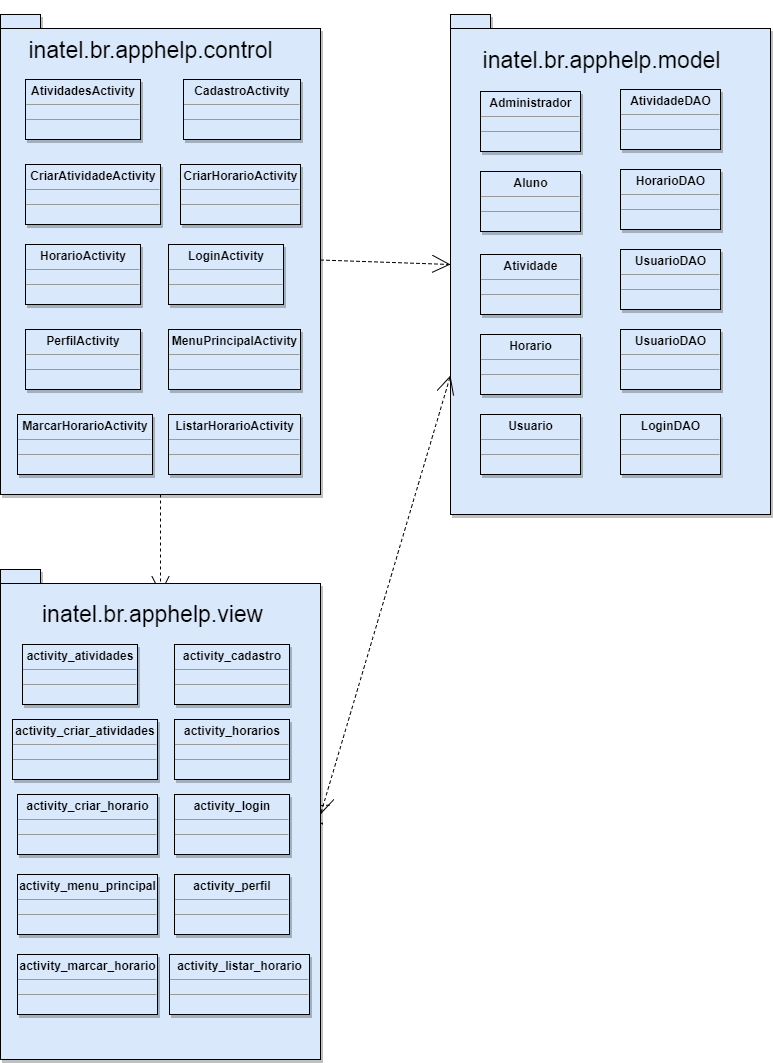 inatel.br.apphelp.control
AtividadesActivity
CadastroActivity
CriarAtividadeActivity
CriarHorarioActivity
HorarioActivity
LoginActivity
PerfilActivity
MenuPrincipalActivity
MarcarHorarioActivity
ListarHorarioActivity
inatel.br.apphelp.model
Administrador
AtividadeDAO
Aluno
HorarioDAO
Atividade
UsuarioDAO
Horario
UsuarioDAO
Usuario
LoginDAO
inatel.br.apphelp.view
activity_atividades
activity_cadastro
activity_criar_atividades
activity_horarios
activity_criar_horario
activity_login
activity_menu_principal
activity_perfil
activity_marcar_horario
activity_listar_horario